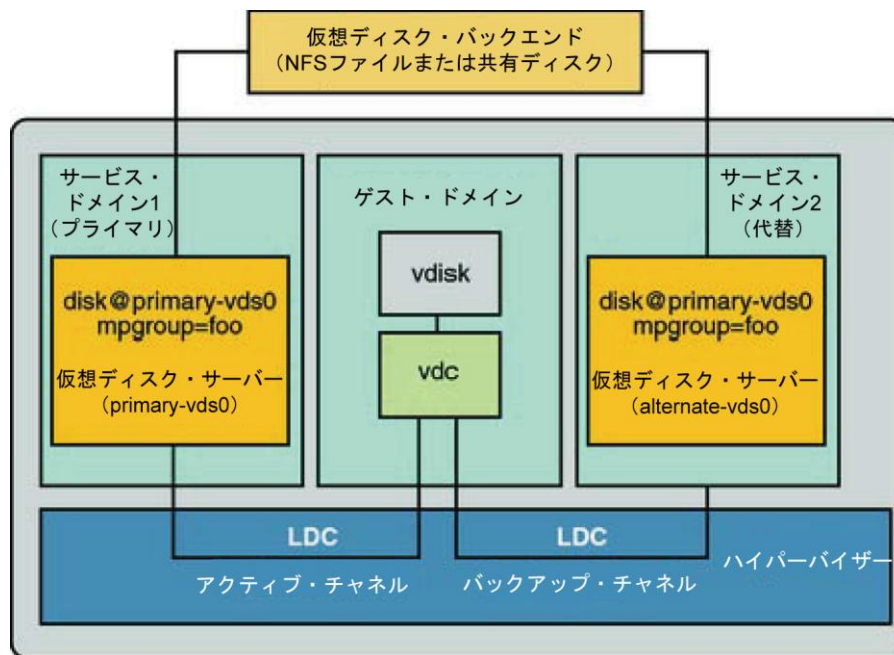 仮想ディスク・バックエンド
（NFSファイルまたは共有ディスク）
サービス・
ドメイン1
（プライマリ）
disk@primary-vds0
mpgroup=foo
仮想ディスク・サーバー
（primary-vds0）
ゲスト・ドメイン
vdisk
vdc
サービス・
ドメイン2
（代替）
disk@primary-vds0
mpgroup=foo
仮想ディスク・サーバー
（alternate-vds0）
LDC
アクティブ・チャネル
LDC
バックアップ・チャネル
ハイパーバイザー